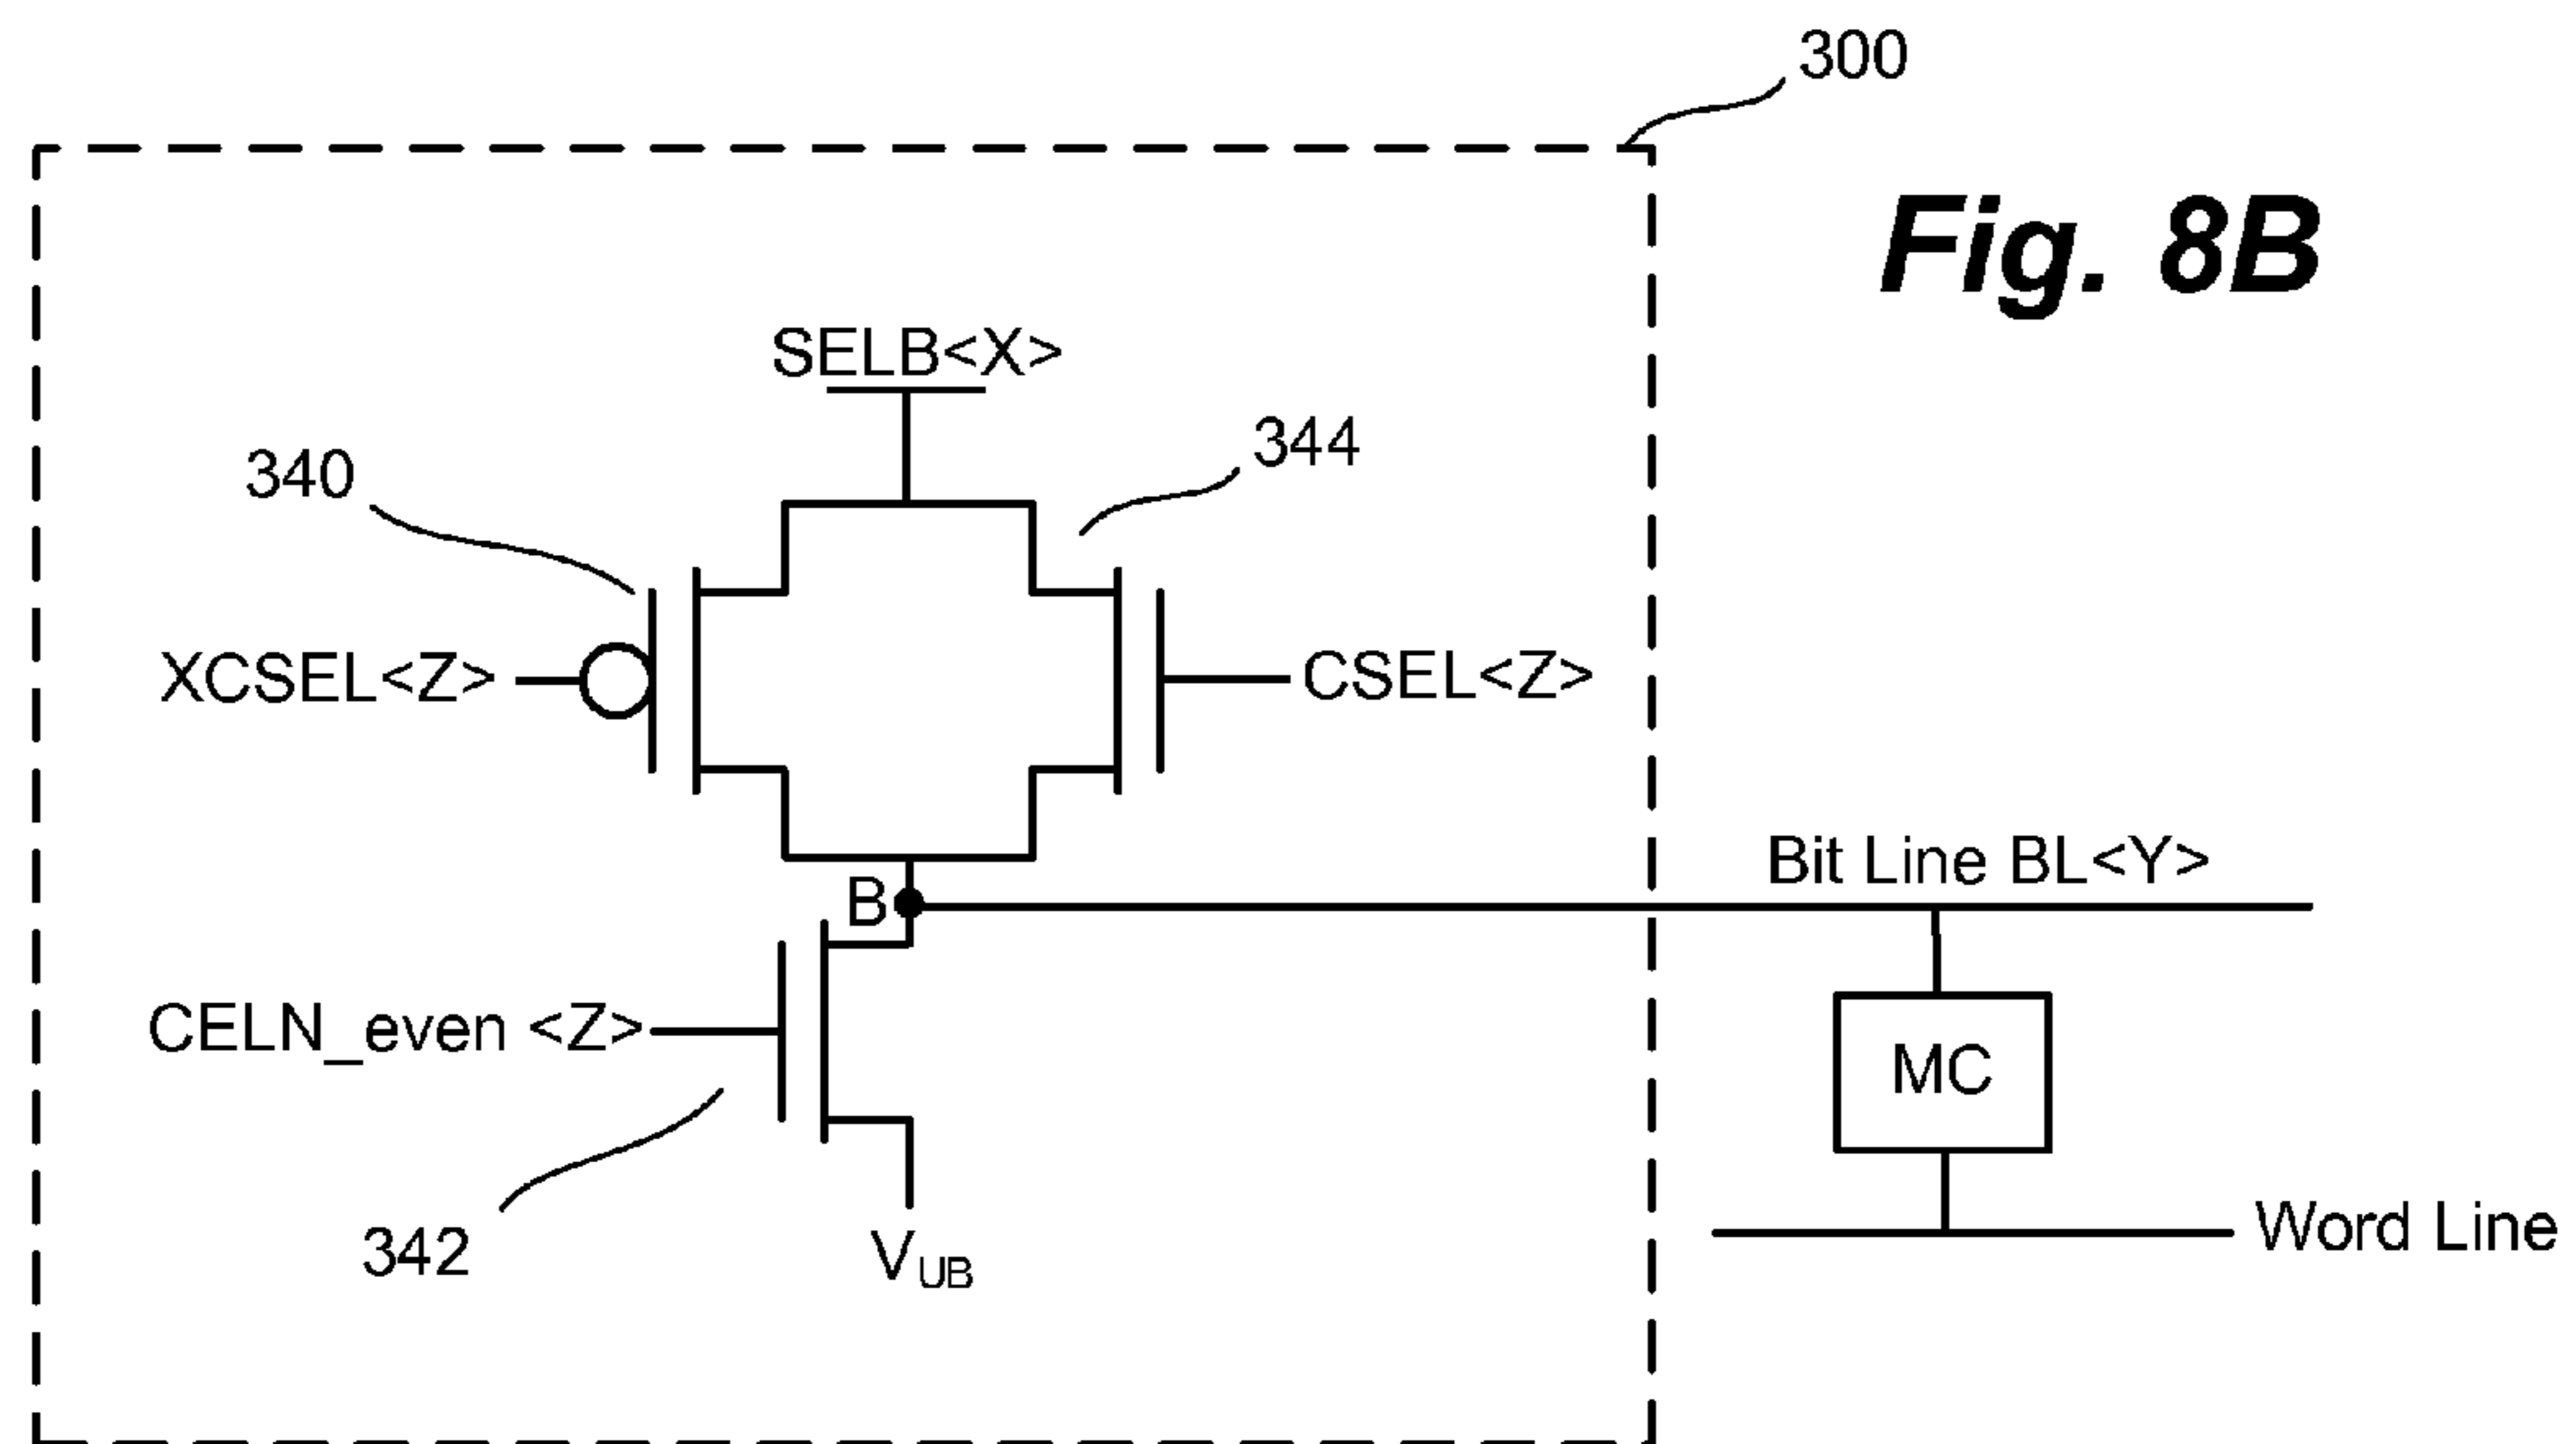 300
Fig. 8B
SELB<X>
344
340
XCSEL<Z>
CSEL<Z>
Bit Line BL<Y>
B
CELN_even <Z>
MC
342
VUB
Word Line